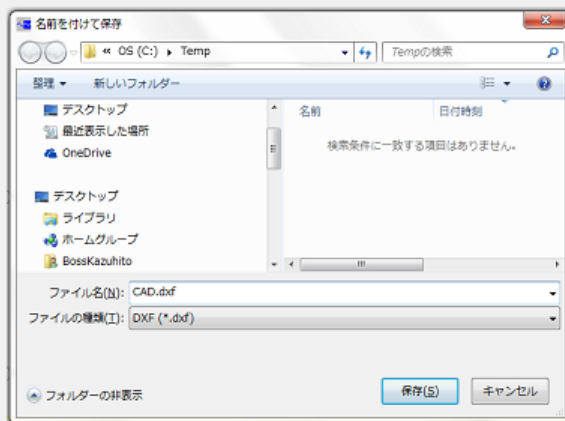 名前を付けて保存
« OS (C:) ▸ Temp
Tempの検索
整理 ▼ 新しいフォルダー
デスクトップ
最近表示した場所
OneDrive
デスクトップ
ライブラリ
ホームグループ
BossKazuhito
名前 日付時刻
検索条件に一致する項目はありません。
ファイル名(N): CAD.dxf
ファイルの種類(T): DXF (*.dxf)
フォルダーの非表示
保存(S) キャンセル